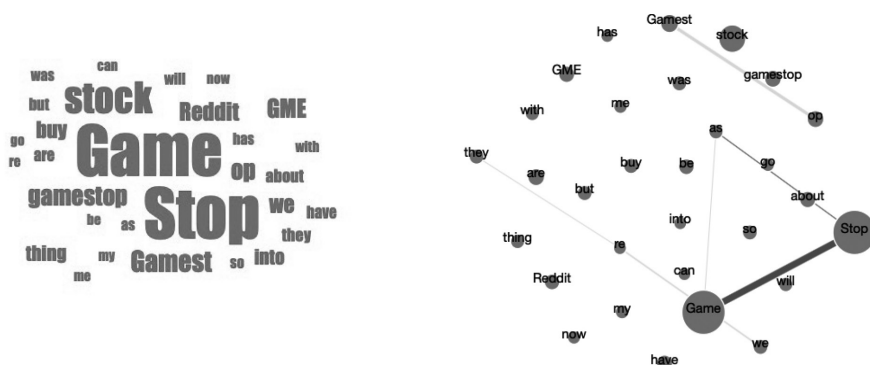 can
was will now
but stock Reddit GME
go buy Game has with
re are op about
gamestop Stop we have
be as they
thing my Gamest so into
me
Gamest
has stock
GME was gamestop
with me op
as
they buy be go
are but about
into so Stop
thing re
Reddit can will
my Game
now we
have